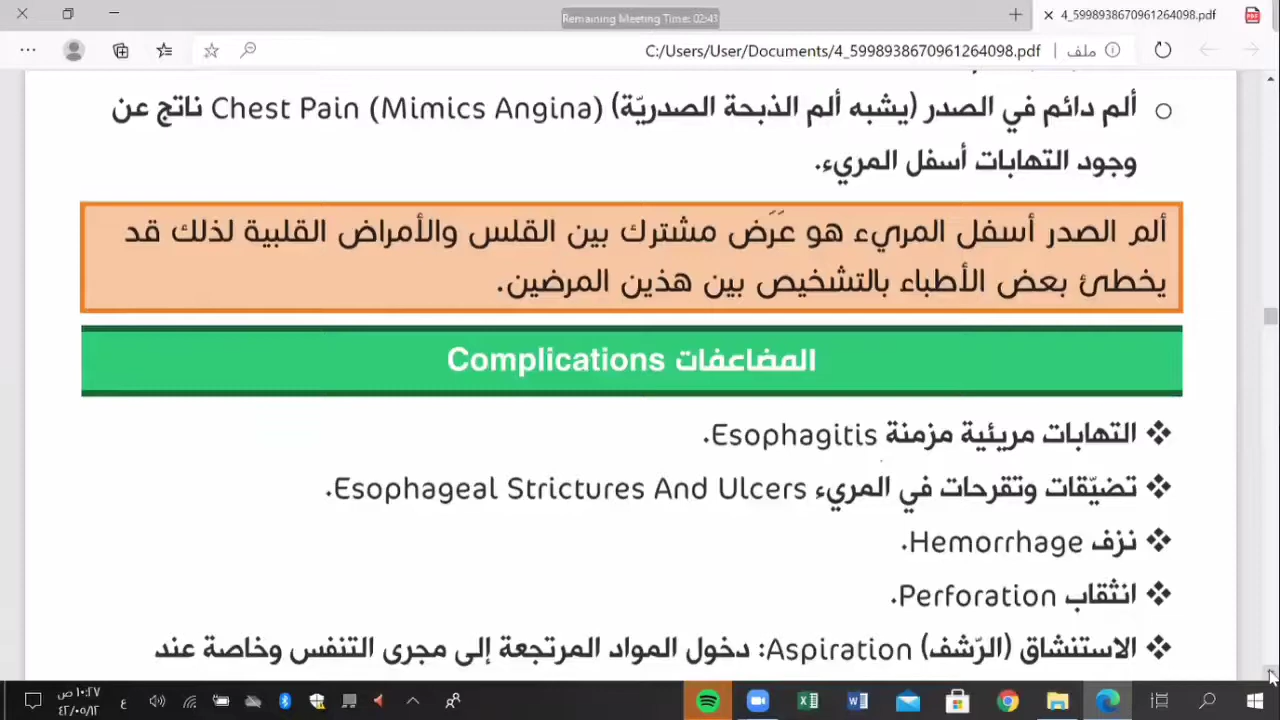 Remaining Meeting Time: 02:41
4_5998938670961264098.pdf
ملف | C:/Users/User/Documents/4_5998938670961264098.pdf
ألم دائم في الصدر (يشبه ألم الذبحة الصدريّة) Chest Pain (Mimics Angina) ناتج عن
وجود التهابات أسفل المريء.
ألم الصدر أسفل المريء هو عَرَض مشترك بين القلس والأمراض القلبية لذلك قد
يخطئ بعض الأطباء بالتشخيص بين هذين المرضين.
المضاعفات Complications
❖ التهابات مريئية مزمنة Esophagitis.
❖ تضيّقات وتقرحات في المريء Esophageal Strictures And Ulcers.
❖ نزف Hemorrhage.
❖ انثقاب Perforation.
❖ الاستنشاق (الرّشف) Aspiration: دخول المواد المرتجعة إلى مجرى التنفس وخاصة عند
ع
١٠:٢٧ ص